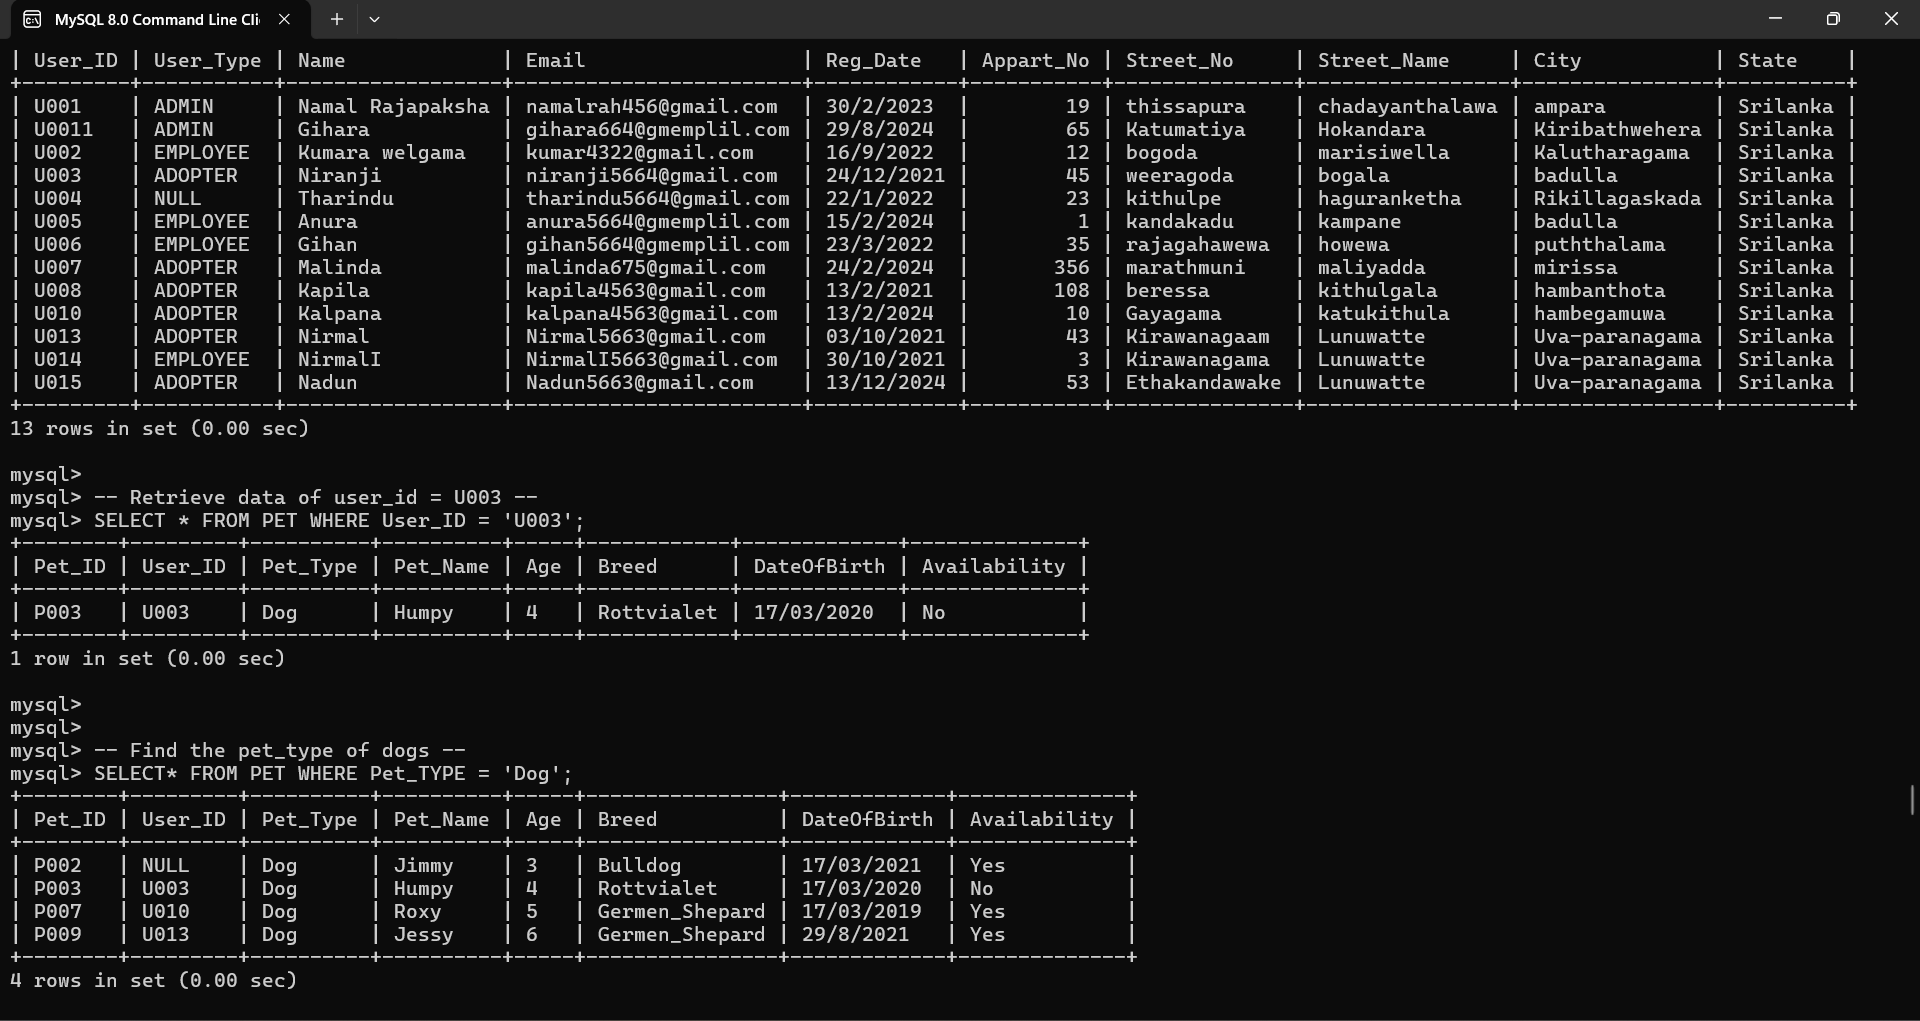 MySQL 8.0 Command Line Cli
| User_ID | User_Type | Name             | Email                  | Reg_Date   | Appart_No | Street_No     | Street_Name    | City           | State    |
+---------+-----------+------------------+------------------------+------------+-----------+---------------+----------------+----------------+----------+
| U001    | ADMIN     | Namal Rajapaksha | namalrah456@gmail.com  | 30/2/2023  |        19 | thissapura    | chadayanthalawa | ampara         | Srilanka |
| U0011   | ADMIN     | Gihara           | gihara664@gmemplil.com | 29/8/2024  |        65 | Katumatiya    | Hokandara      | Kiribathwehera | Srilanka |
| U002    | EMPLOYEE  | Kumara welgama   | kumar4322@gmail.com    | 16/9/2022  |        12 | bogoda        | marisiwella    | Kalutharagama  | Srilanka |
| U003    | ADOPTER   | Niranji          | niranji5664@gmail.com  | 24/12/2021 |        45 | weeragoda     | bogala         | badulla        | Srilanka |
| U004    | NULL      | Tharindu         | tharindu5664@gmail.com | 22/1/2022  |        23 | kithulpe      | haguranketha   | Rikillagaskada | Srilanka |
| U005    | EMPLOYEE  | Anura            | anura5664@gmemplil.com | 15/2/2024  |         1 | kandakadu     | kampane        | badulla        | Srilanka |
| U006    | EMPLOYEE  | Gihan            | gihan5664@gmemplil.com | 23/3/2022  |        35 | rajagahawewa  | howewa         | puththalama    | Srilanka |
| U007    | ADOPTER   | Malinda          | malinda675@gmail.com   | 24/2/2024  |       356 | marathmuni    | maliyadda      | mirissa        | Srilanka |
| U008    | ADOPTER   | Kapila           | kapila4563@gmail.com   | 13/2/2021  |       108 | beressa       | kithulgala     | hambanthota    | Srilanka |
| U010    | ADOPTER   | Kalpana          | kalpana4563@gmail.com  | 13/2/2024  |        10 | Gayagama      | katukithula    | hambegamuwa    | Srilanka |
| U013    | ADOPTER   | Nirmal           | Nirmal5663@gmail.com   | 03/10/2021 |        43 | Kirawanagaam  | Lunuwatte      | Uva-paranagama | Srilanka |
| U014    | EMPLOYEE  | NirmalI          | NirmalI5663@gmail.com  | 30/10/2021 |         3 | Kirawanagama  | Lunuwatte      | Uva-paranagama | Srilanka |
| U015    | ADOPTER   | Nadun            | Nadun5663@gmail.com    | 13/12/2024 |        53 | Ethakandawake | Lunuwatte      | Uva-paranagama | Srilanka |
+---------+-----------+------------------+------------------------+------------+-----------+---------------+----------------+----------------+----------+
13 rows in set (0.00 sec)
mysql>
mysql> -- Retrieve data of user_id = U003 --
mysql> SELECT * FROM PET WHERE User_ID = 'U003';
+--------+---------+----------+----------+-----+------------+-------------+--------------+
| Pet_ID | User_ID | Pet_Type | Pet_Name | Age | Breed      | DateOfBirth | Availability |
+--------+---------+----------+----------+-----+------------+-------------+--------------+
| P003   | U003    | Dog      | Humpy    | 4   | Rottvialet | 17/03/2020  | No           |
+--------+---------+----------+----------+-----+------------+-------------+--------------+
1 row in set (0.00 sec)
mysql>
mysql>
mysql> -- Find the pet_type of dogs --
mysql> SELECT* FROM PET WHERE Pet_TYPE = 'Dog';
+--------+---------+----------+----------+-----+----------------+-------------+--------------+
| Pet_ID | User_ID | Pet_Type | Pet_Name | Age | Breed          | DateOfBirth | Availability |
+--------+---------+----------+----------+-----+----------------+-------------+--------------+
| P002   | NULL    | Dog      | Jimmy    | 3   | Bulldog        | 17/03/2021  | Yes          |
| P003   | U003    | Dog      | Humpy    | 4   | Rottvialet     | 17/03/2020  | No           |
| P007   | U010    | Dog      | Roxy     | 5   | Germen_Shepard | 17/03/2019  | Yes          |
| P009   | U013    | Dog      | Jessy    | 6   | Germen_Shepard | 29/8/2021   | Yes          |
+--------+---------+----------+----------+-----+----------------+-------------+--------------+
4 rows in set (0.00 sec)